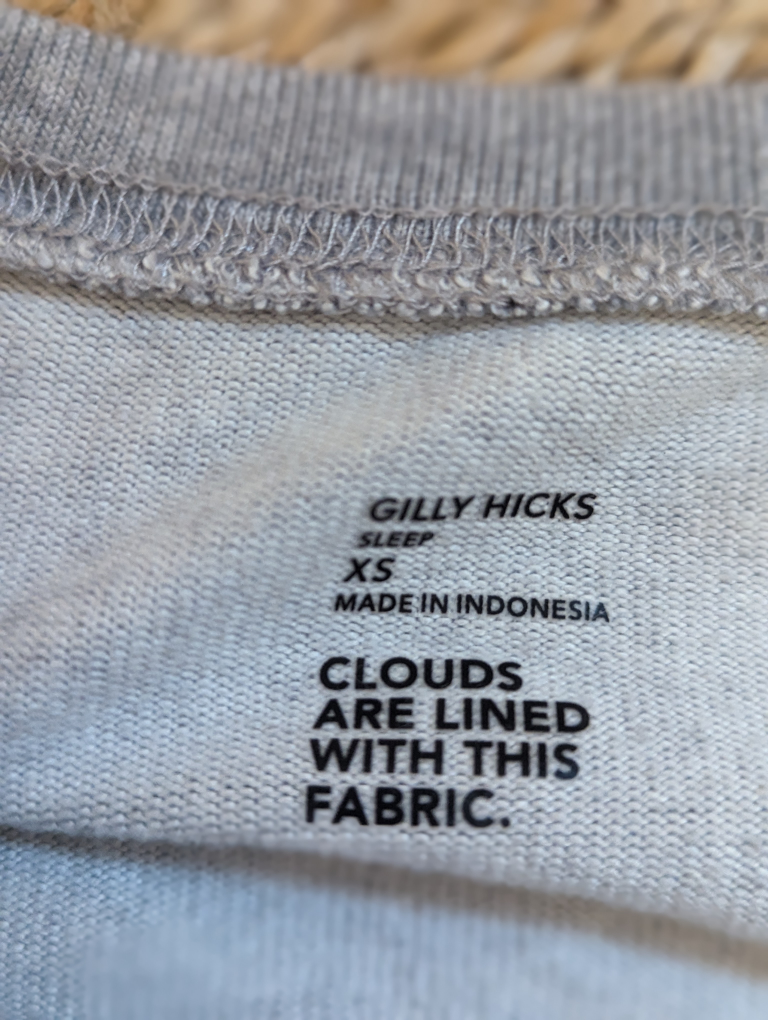 GILLY HICKS
SLEEP
XS
MADE IN INDONESIA
CLOUDS
ARE LINED
WITH THIS
FABRIC.